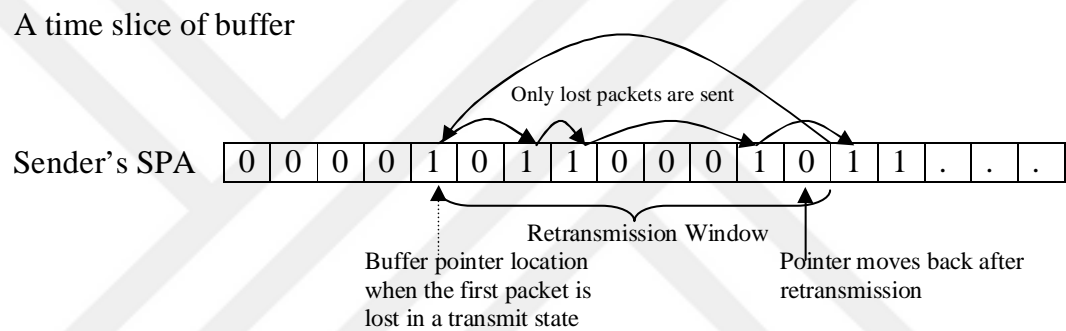 A time slice of buffer
Only lost packets are sent
Sender's SPA 0 0 0 0 1 0 1 1 0 0 0 1 0 1 1 . . .
Retransmission Window
Buffer pointer location
when the first packet is
lost in a transmit state
Pointer moves back after
retransmission